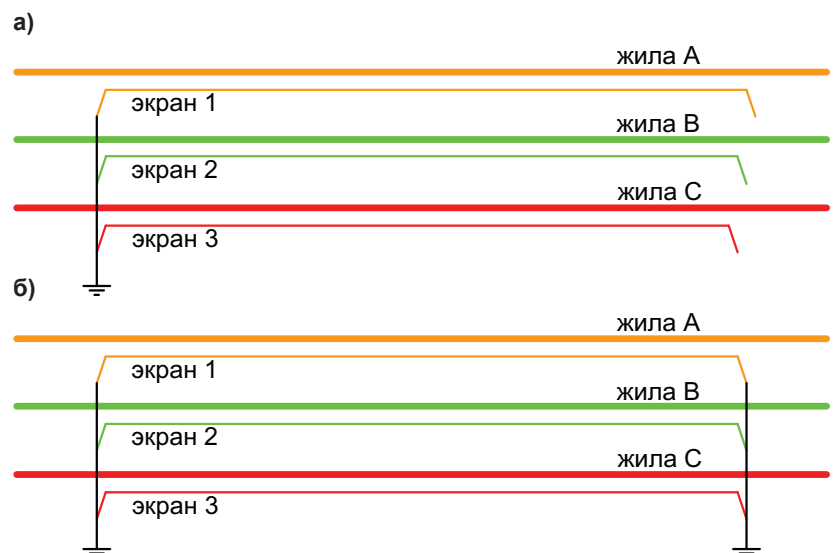 а)
жила A
экран 1
жила B
экран 2
жила C
экран 3
б)
жила A
экран 1
жила B
экран 2
жила C
экран 3